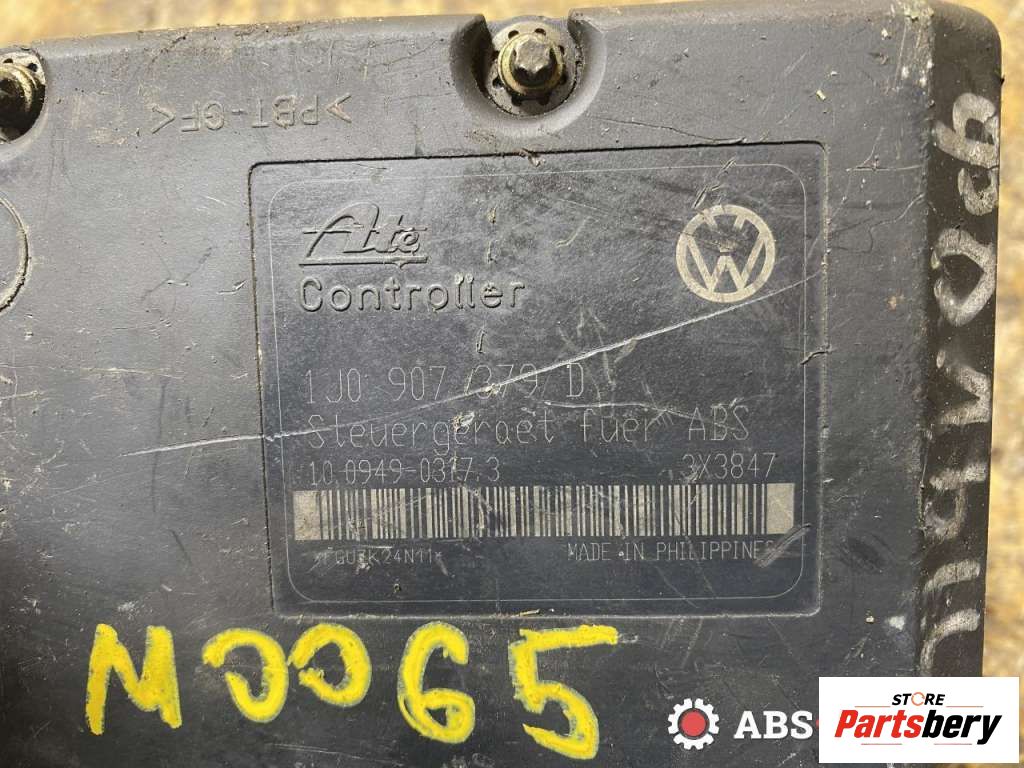 >PBT-GF<
Ate
Controller
1J0 907 379 D
Steuergeraet fuer ABS
10.0949-0317.3 3X3847
MADE IN PHILIPPINES
M0065
ABS-
STORE
Partsbery